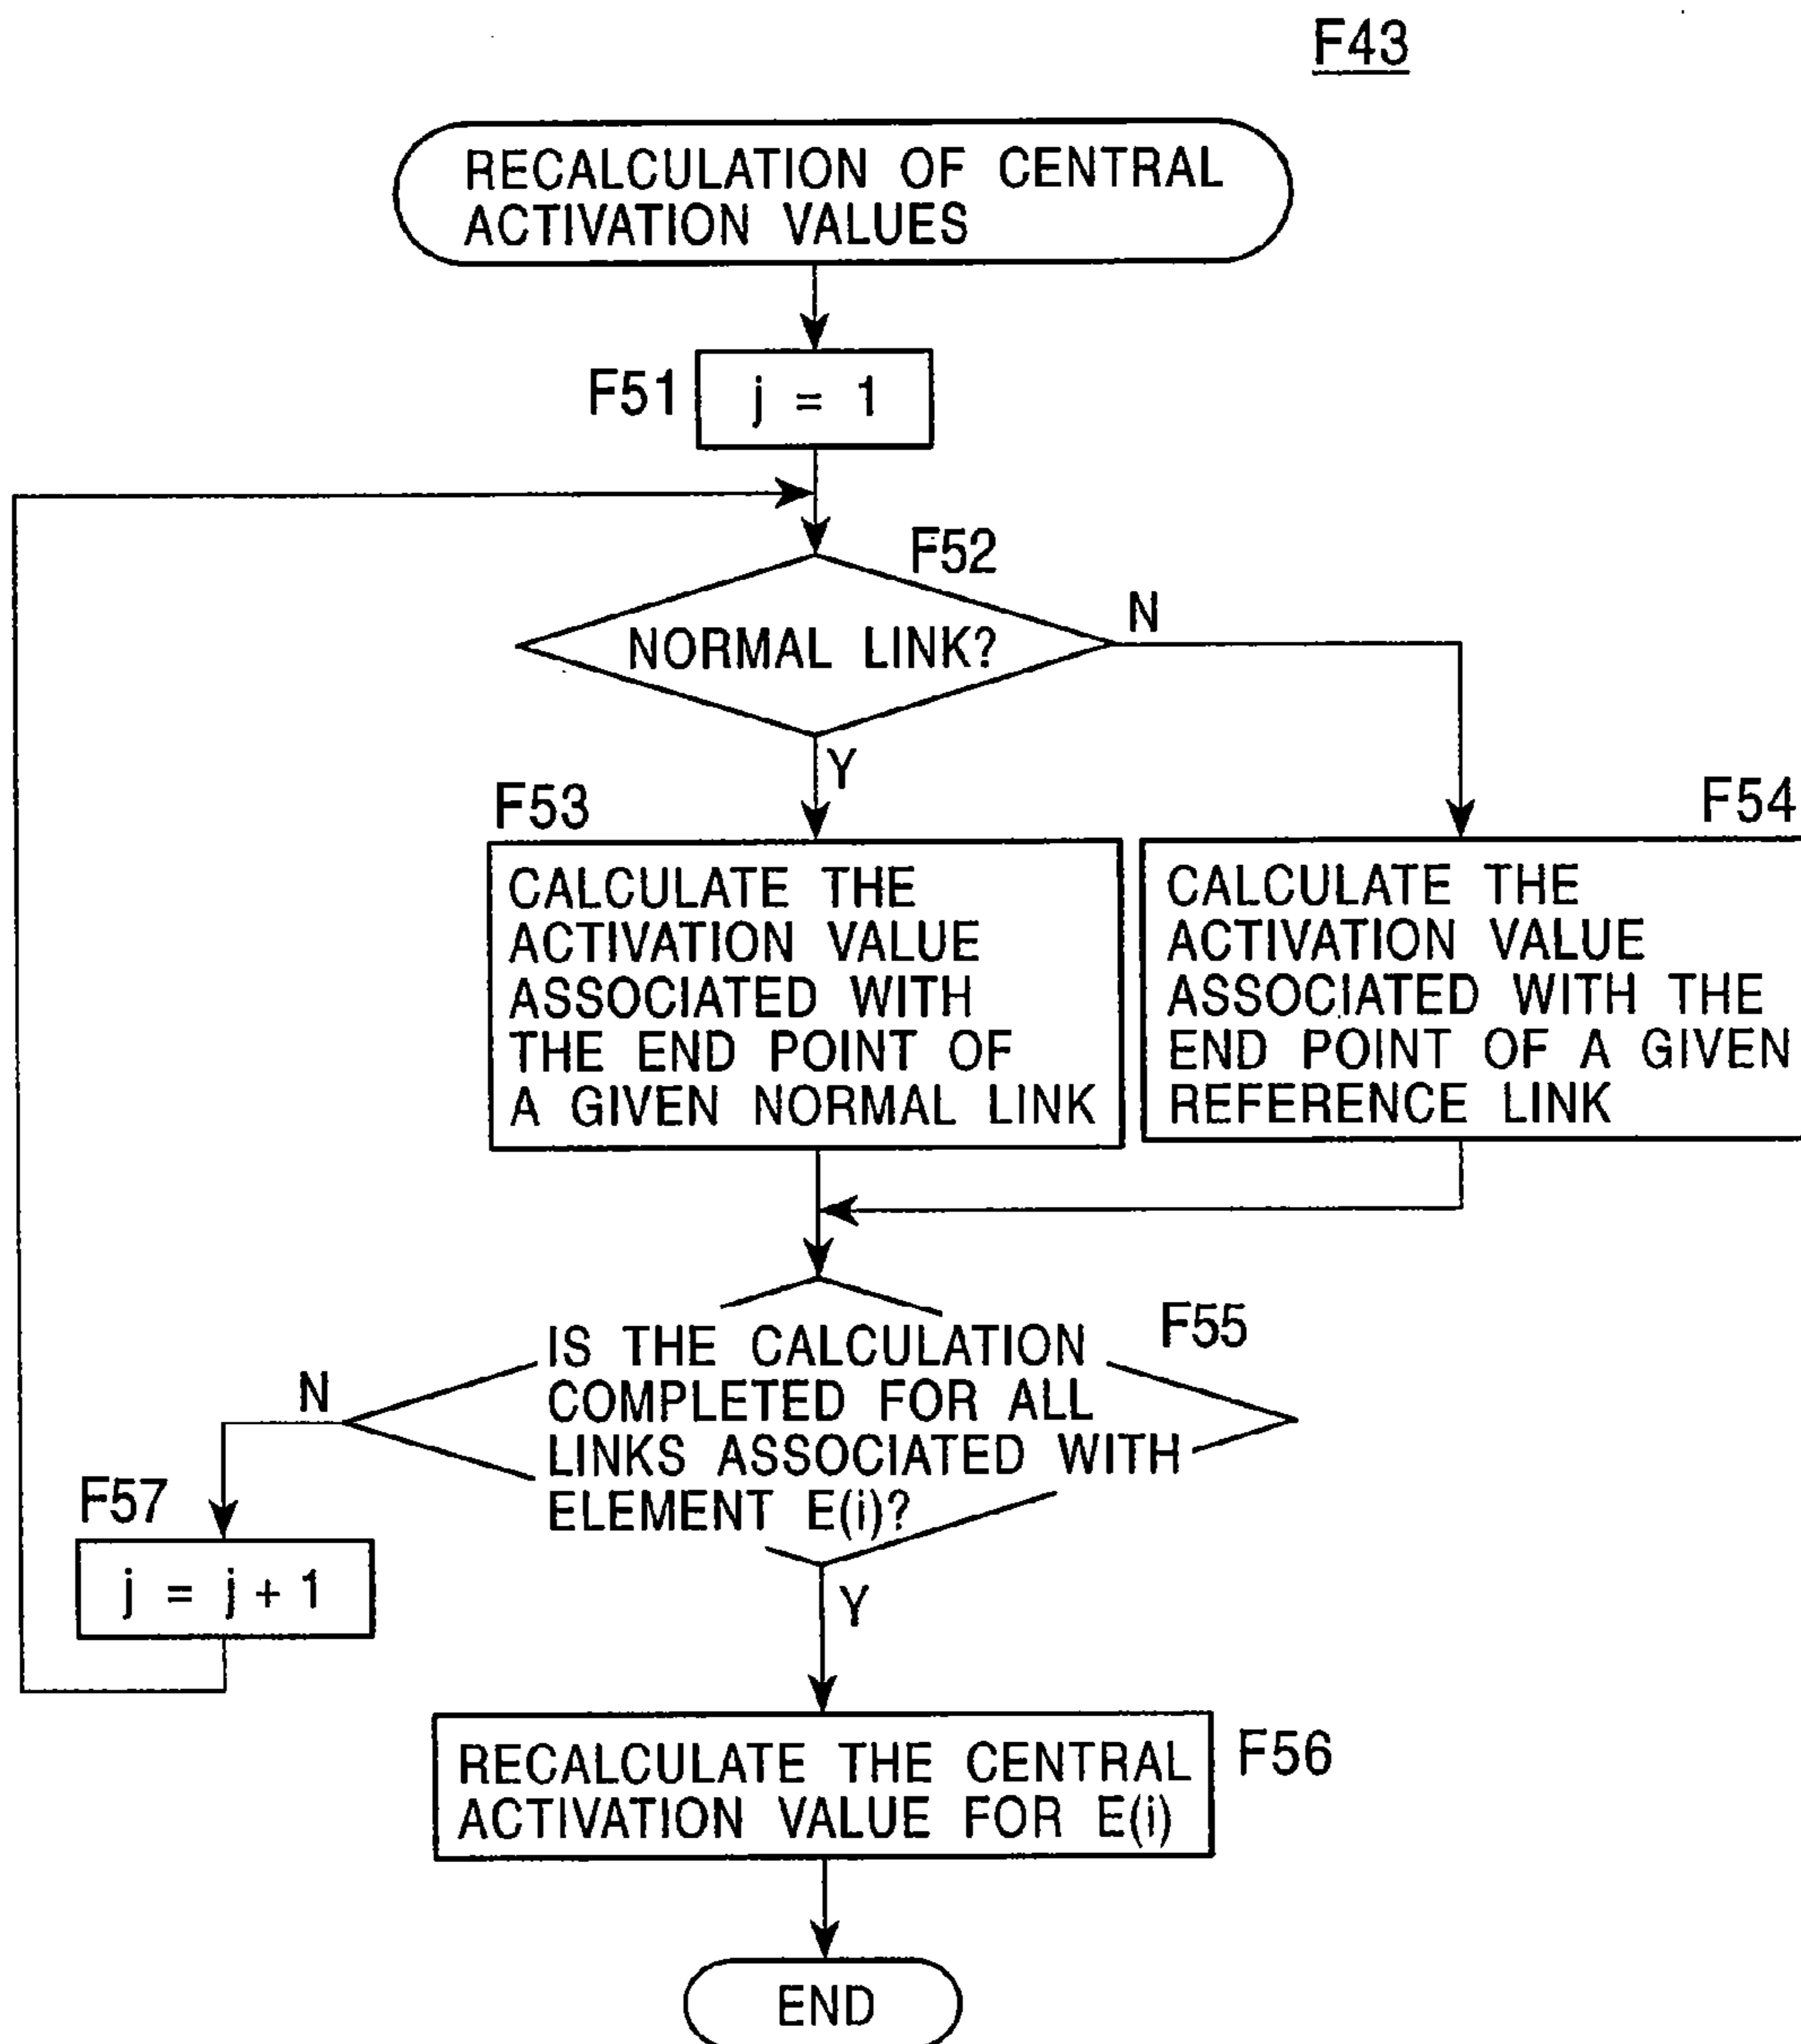 F43
RECALCULATION OF CENTRAL
ACTIVATION VALUES
F51
j = 1
F52
NORMAL LINK?
N
Y
F53
CALCULATE THE
ACTIVATION VALUE
ASSOCIATED WITH
THE END POINT OF
A GIVEN NORMAL LINK
F54
CALCULATE THE
ACTIVATION VALUE
ASSOCIATED WITH THE
END POINT OF A GIVEN
REFERENCE LINK
F55
IS THE CALCULATION
COMPLETED FOR ALL
LINKS ASSOCIATED WITH
ELEMENT E(i)?
N
F57
j = j + 1
Y
RECALCULATE THE CENTRAL
ACTIVATION VALUE FOR E(i)
F56
END